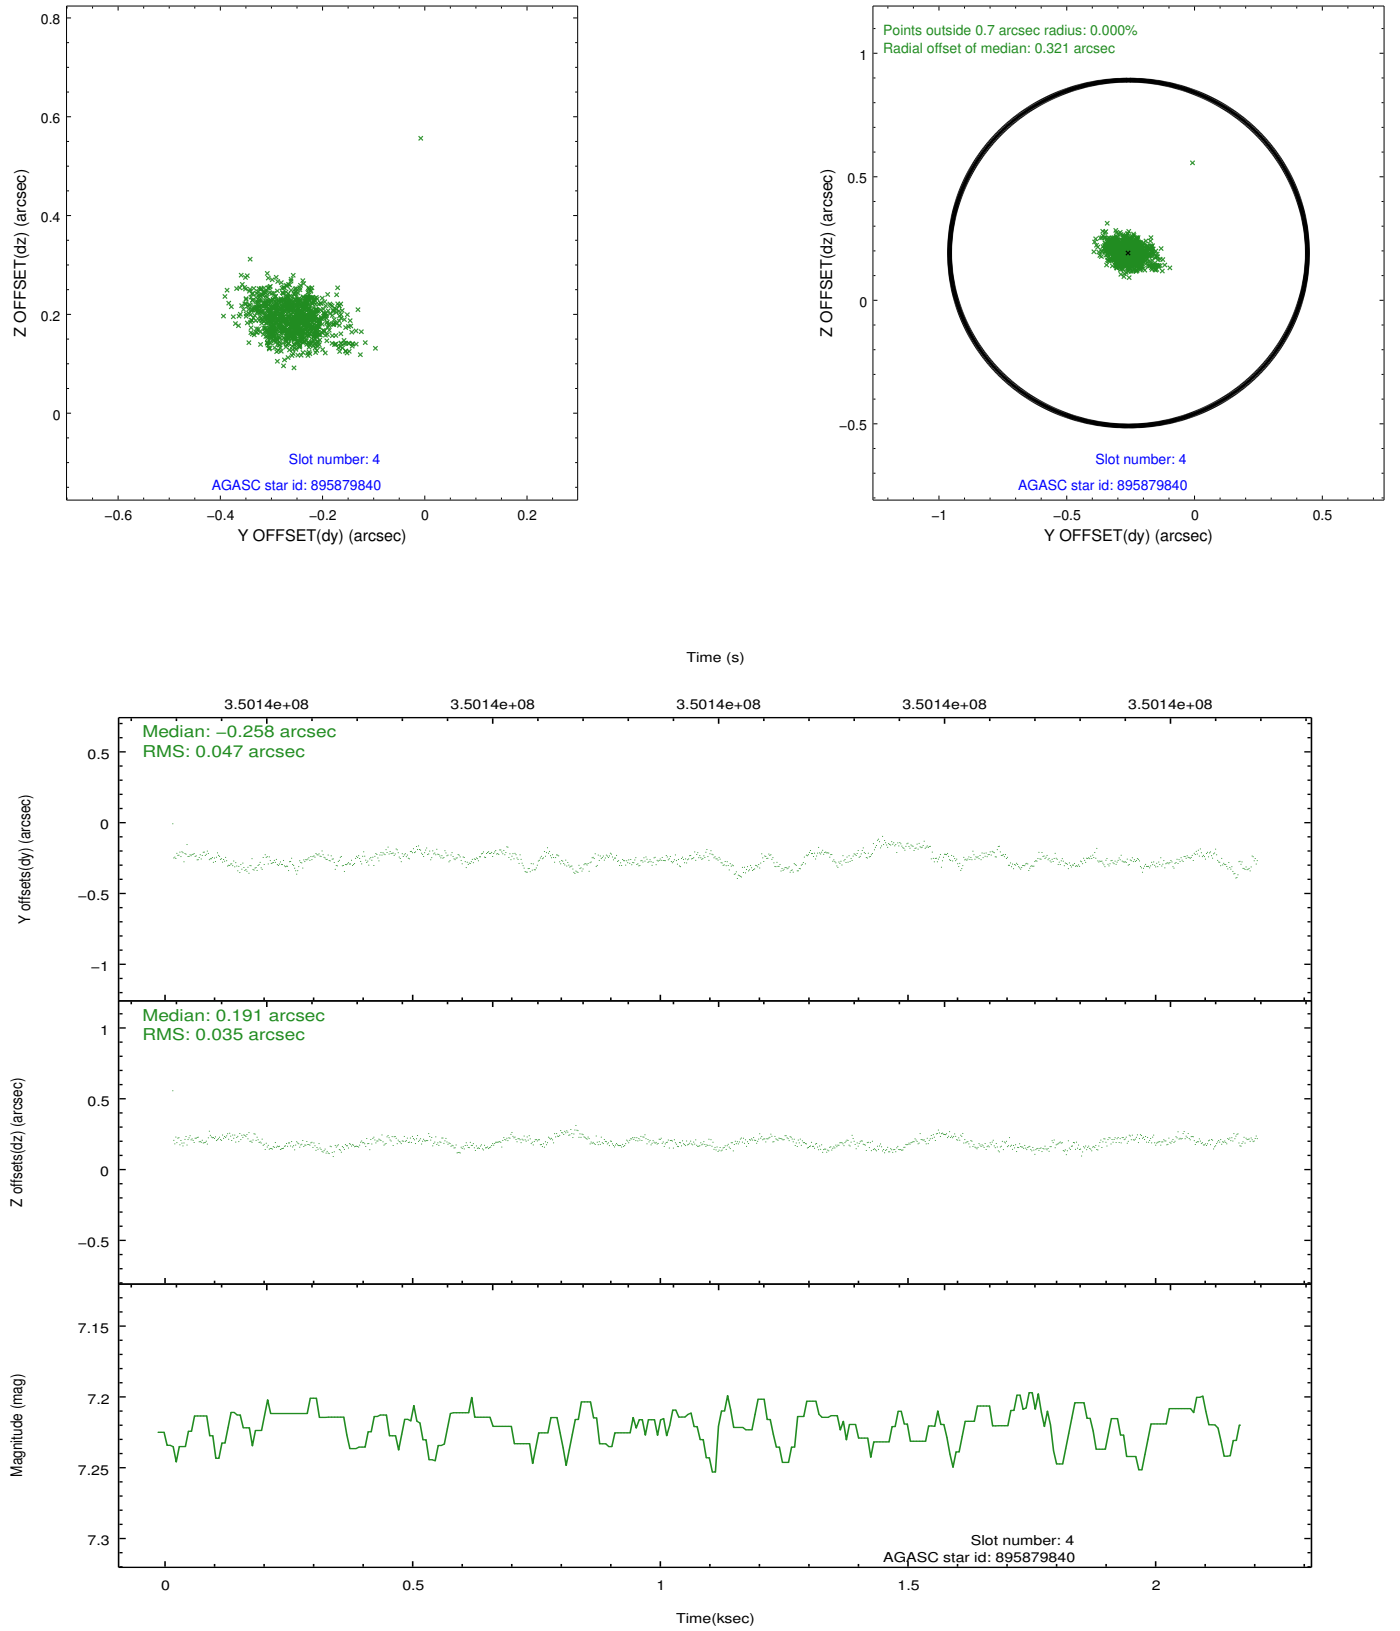 0.8
0.6
0.4
0.2
0
Z OFFSET(dz) (arcsec)
Slot number: 4
AGASC star id: 895879840
−0.6 −0.4 −0.2 0 0.2
Y OFFSET(dy) (arcsec)
Points outside 0.7 arcsec radius: 0.000%
Radial offset of median: 0.321 arcsec
1
0.5
0
−0.5
Z OFFSET(dz) (arcsec)
Slot number: 4
AGASC star id: 895879840
−1 −0.5 0 0.5
Y OFFSET(dy) (arcsec)
Time (s)
3.5014e+08 3.5014e+08 3.5014e+08 3.5014e+08 3.5014e+08
Median: −0.258 arcsec
RMS: 0.047 arcsec
0.5
0
−0.5
−1
Y offsets(dy) (arcsec)
Median: 0.191 arcsec
RMS: 0.035 arcsec
1
0.5
0
−0.5
Z offsets(dz) (arcsec)
7.15
7.2
7.25
7.3
Magnitude (mag)
Slot number: 4
AGASC star id: 895879840
0 0.5 1 1.5 2
Time(ksec)